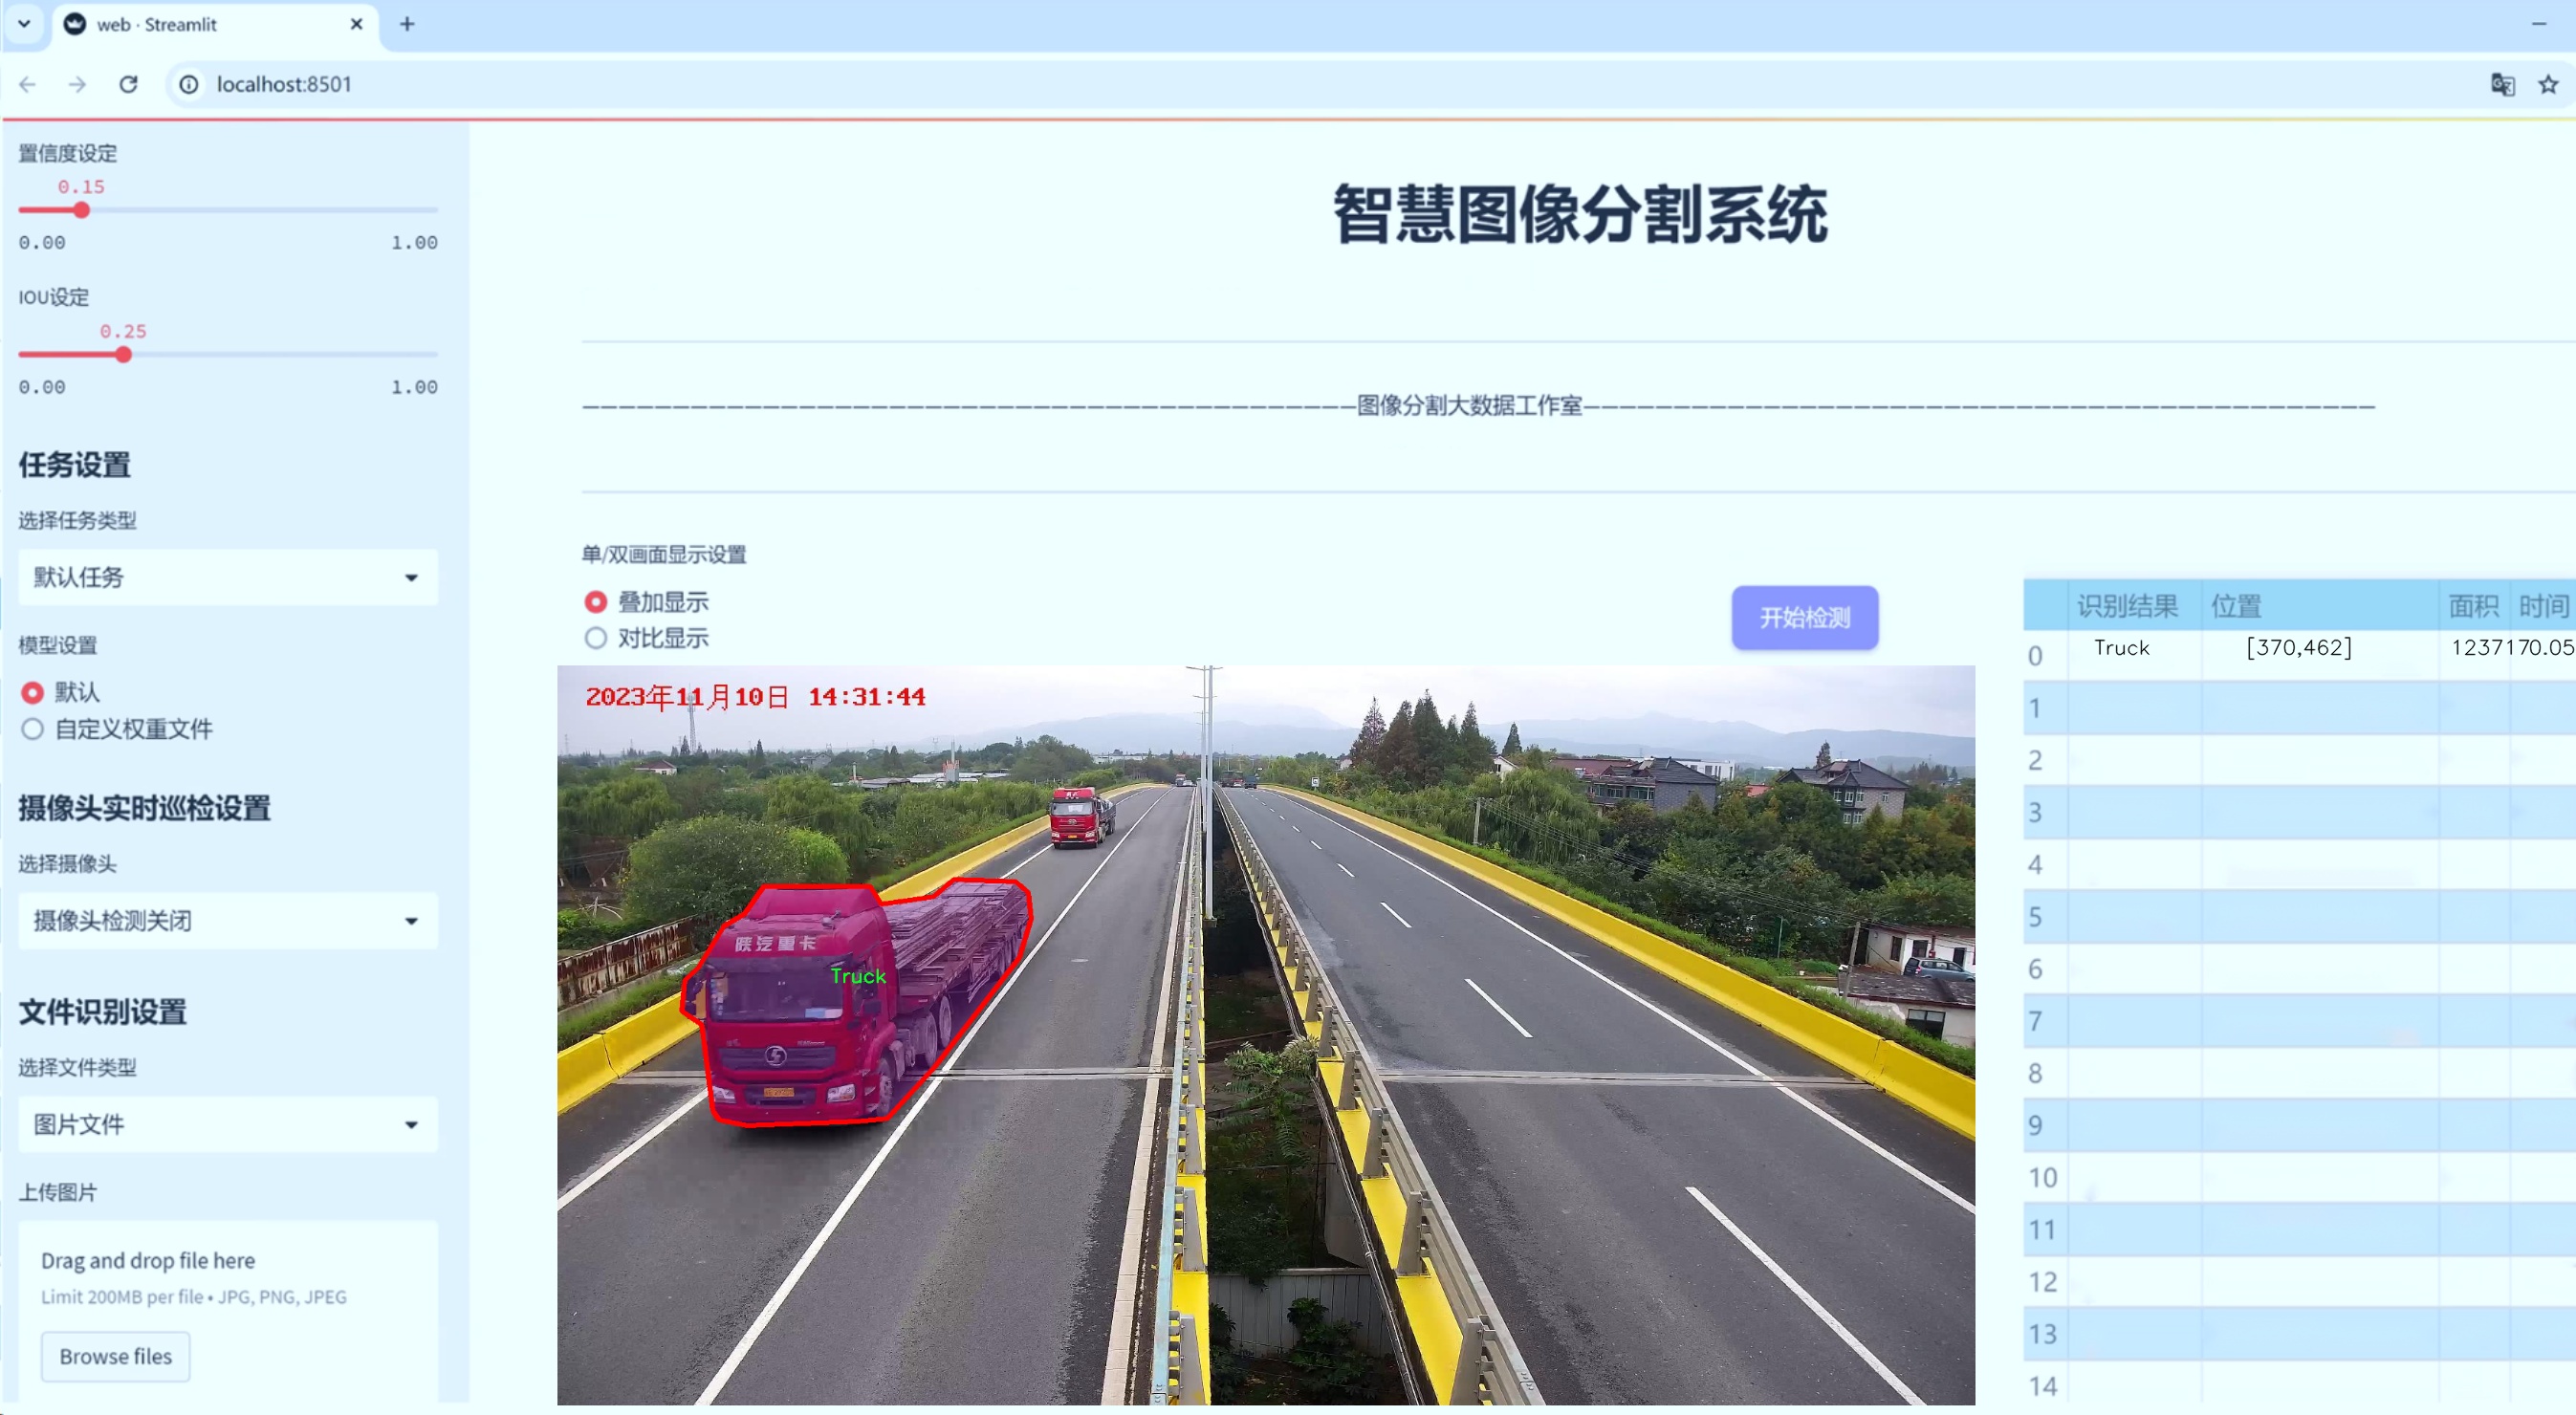 web · Streamlit
localhost:8501
置信度设定
0.15
0.00 1.00
IOU设定
0.25
0.00 1.00
任务设置
选择任务类型
默认任务
模型设置
默认
自定义权重文件
摄像头实时巡检设置
选择摄像头
摄像头检测关闭
文件识别设置
选择文件类型
图片文件
上传图片
Drag and drop file here
Limit 200MB per file • JPG, PNG, JPEG
Browse files
智慧图像分割系统
图像分割大数据工作室
单/双画面显示设置
叠加显示
对比显示
开始检测
2023年11月10日 14:31:44
陕汽重卡
Truck
识别结果 位置 面积 时间
0 Truck [370,462] 1237170.05
1
2
3
4
5
6
7
8
9
10
11
12
13
14